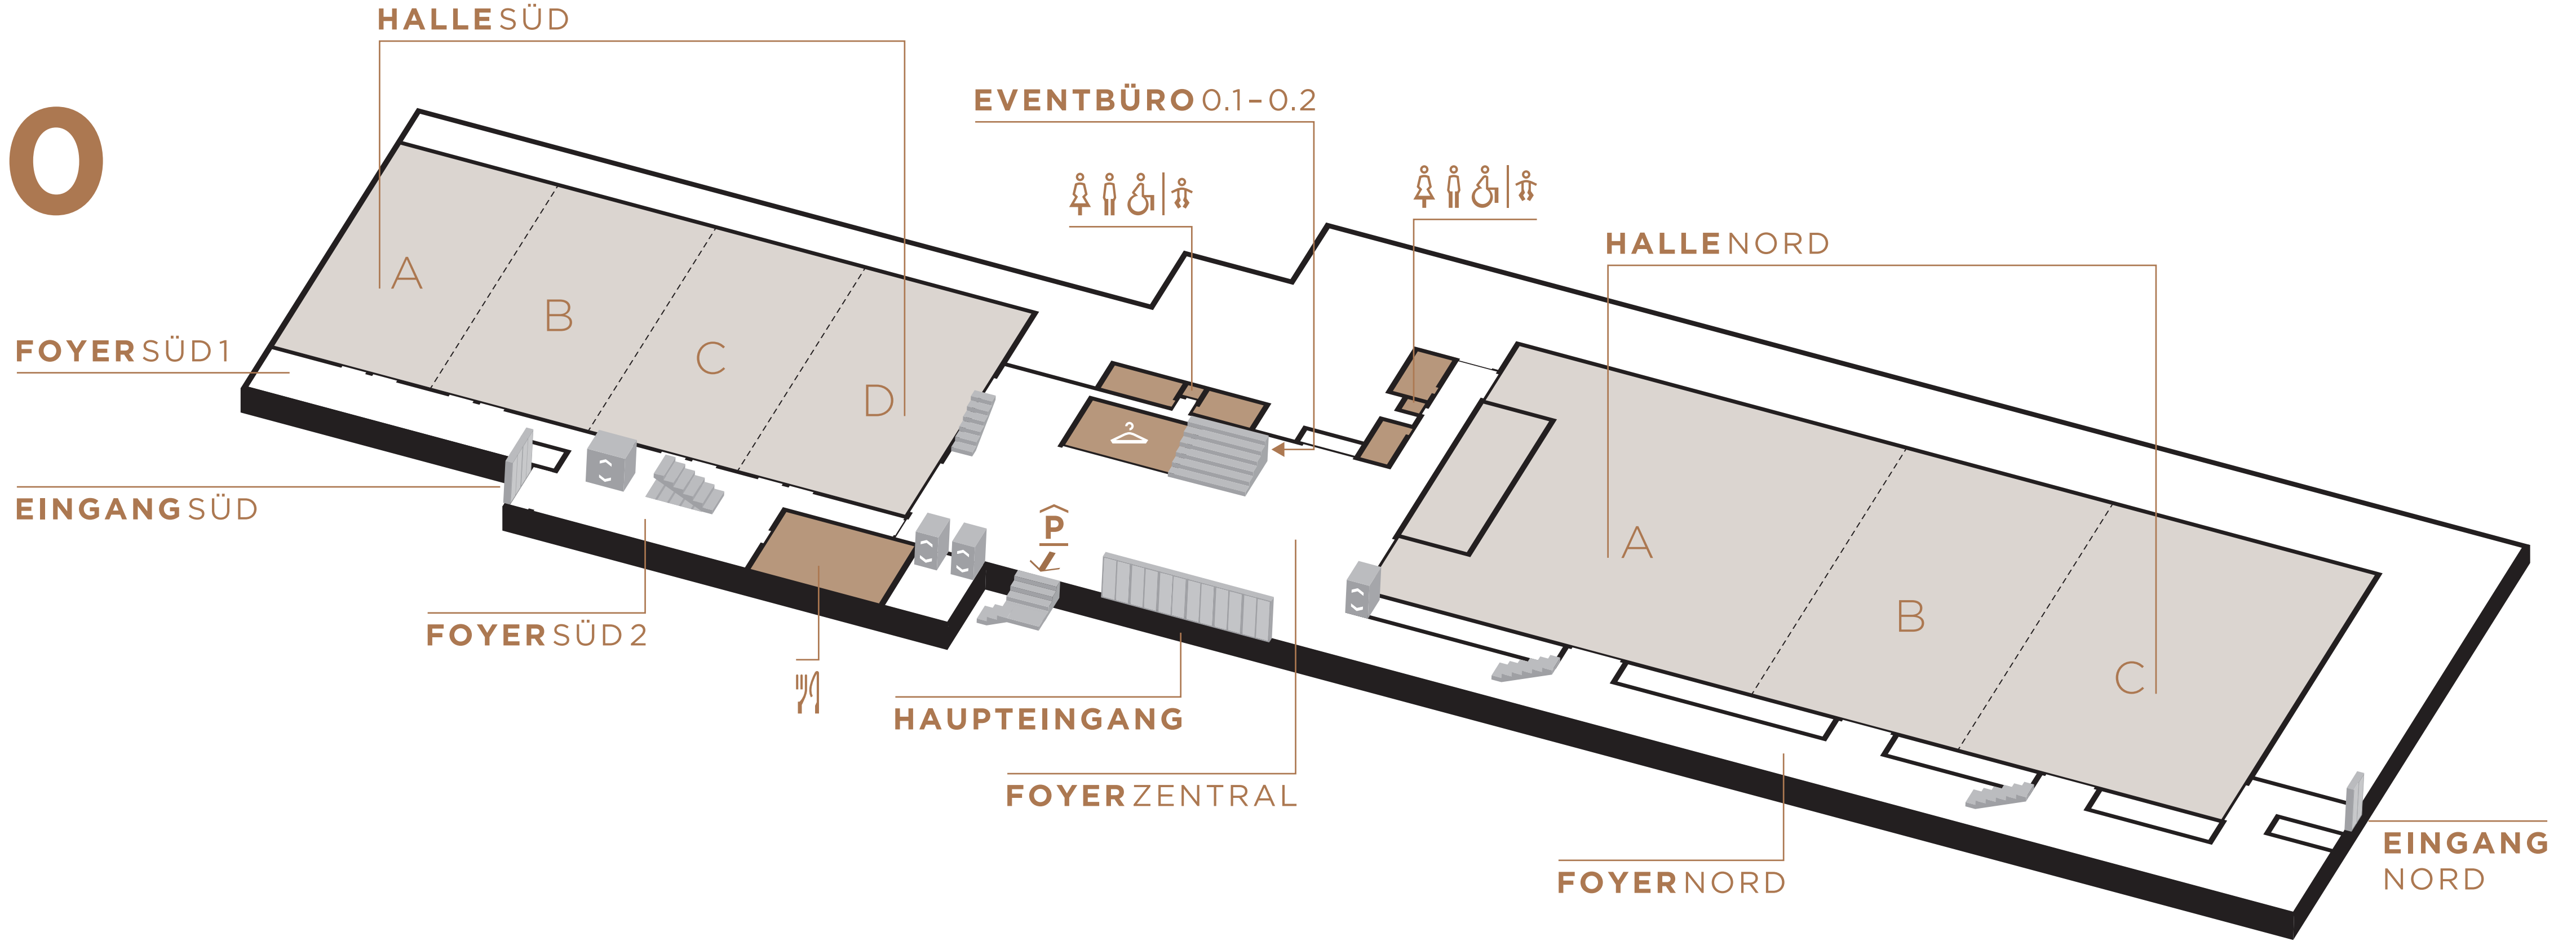 HALLE SÜD
0
EVENTBÜRO 0.1–0.2
HALLE NORD
A
B
C
D
FOYER SÜD 1
EINGANG SÜD
P
A
B
C
FOYER SÜD 2
HAUPTEINGANG
FOYER ZENTRAL
FOYER NORD
EINGANG
NORD